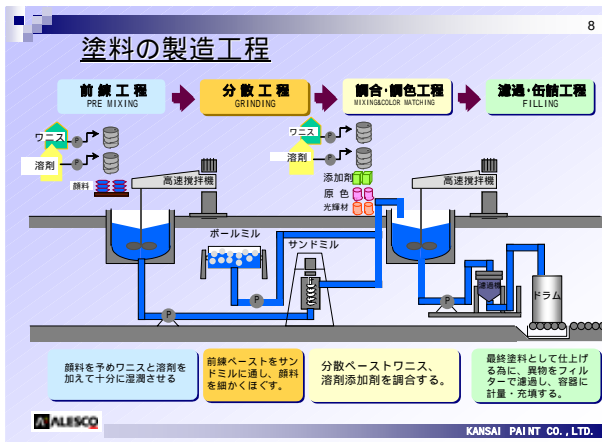 8
塗料の製造工程
前練工程
PRE MIXING
分散工程
GRINDING
調合・調色工程
MIXING&COLOR MATCHING
濾過・缶詰工程
FILLING
ワニス
P
溶剤
P
顔料
高速撹拌機
ワニス
P
溶剤
P
添加剤
原色
光輝材
高速撹拌機
ボールミル
サンドミル
P
P
P
濾過機
ドラム
顔料を予めワニスと溶剤を
加えて十分に湿潤させる
前練ペーストをサン
ドミルに通し、顔料
を細かくほぐす。
分散ペーストワニス、
溶剤添加剤を調合する。
最終塗料として仕上げ
る為に、異物をフィル
ターで濾過し、容器に
計量・充填する。
ALESCO
KANSAI PAINT CO.,LTD.